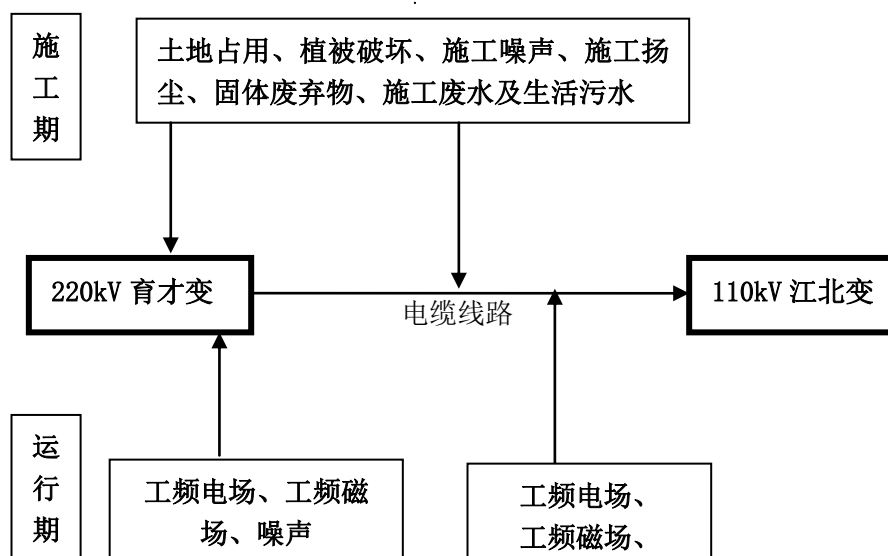 施
工
期
土地占用、植被破坏、施工噪声、施工扬
尘、固体废弃物、施工废水及生活污水
220kV 育才变
电缆线路
110kV 江北变
运
行
期
工频电场、工频磁
场、噪声
工频电场、
工频磁场、